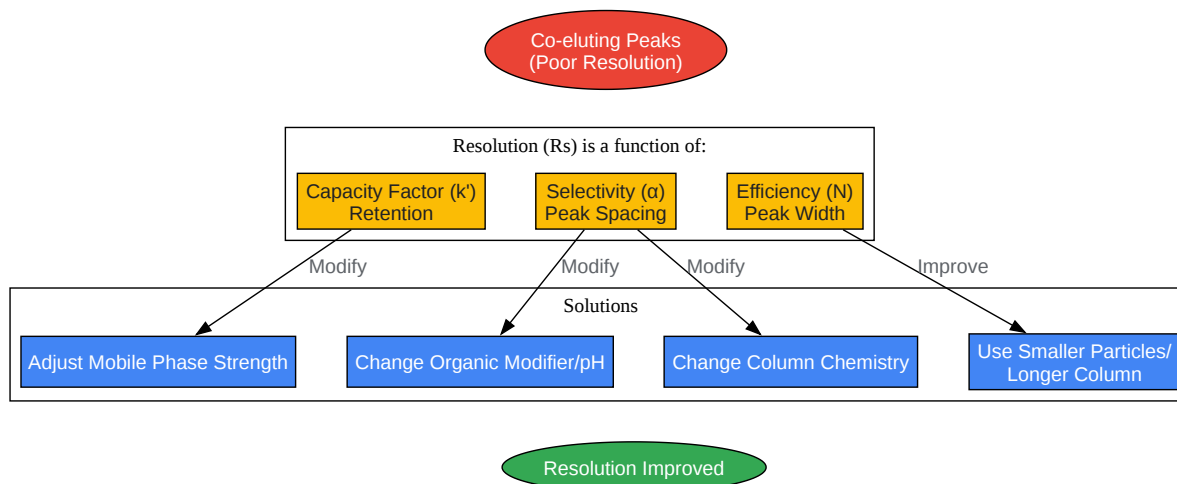 Co-eluting Peaks
(Poor Resolution)
Resolution (Rs) is a function of:
Capacity Factor (k')
Retention
Selectivity (α)
Peak Spacing
Efficiency (N)
Peak Width
Modify
Modify
Modify
Improve
Solutions
Adjust Mobile Phase Strength
Change Organic Modifier/pH
Change Column Chemistry
Use Smaller Particles/
Longer Column
Resolution Improved